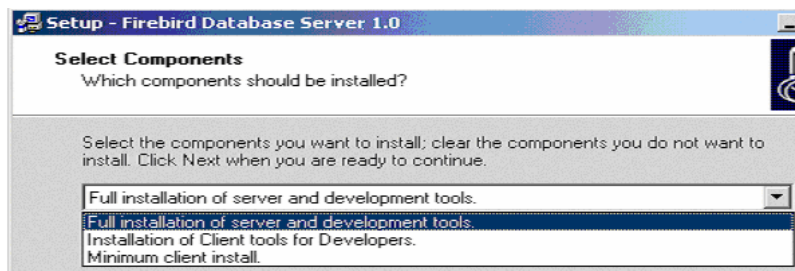 Setup - Firebird Database Server 1.0
Select Components
Which components should be installed?
Select the components you want to install; clear the components you do not want to
install. Click Next when you are ready to continue.
Full installation of server and development tools.
Full installation of server and development tools.
Installation of Client tools for Developers.
Minimum client install.